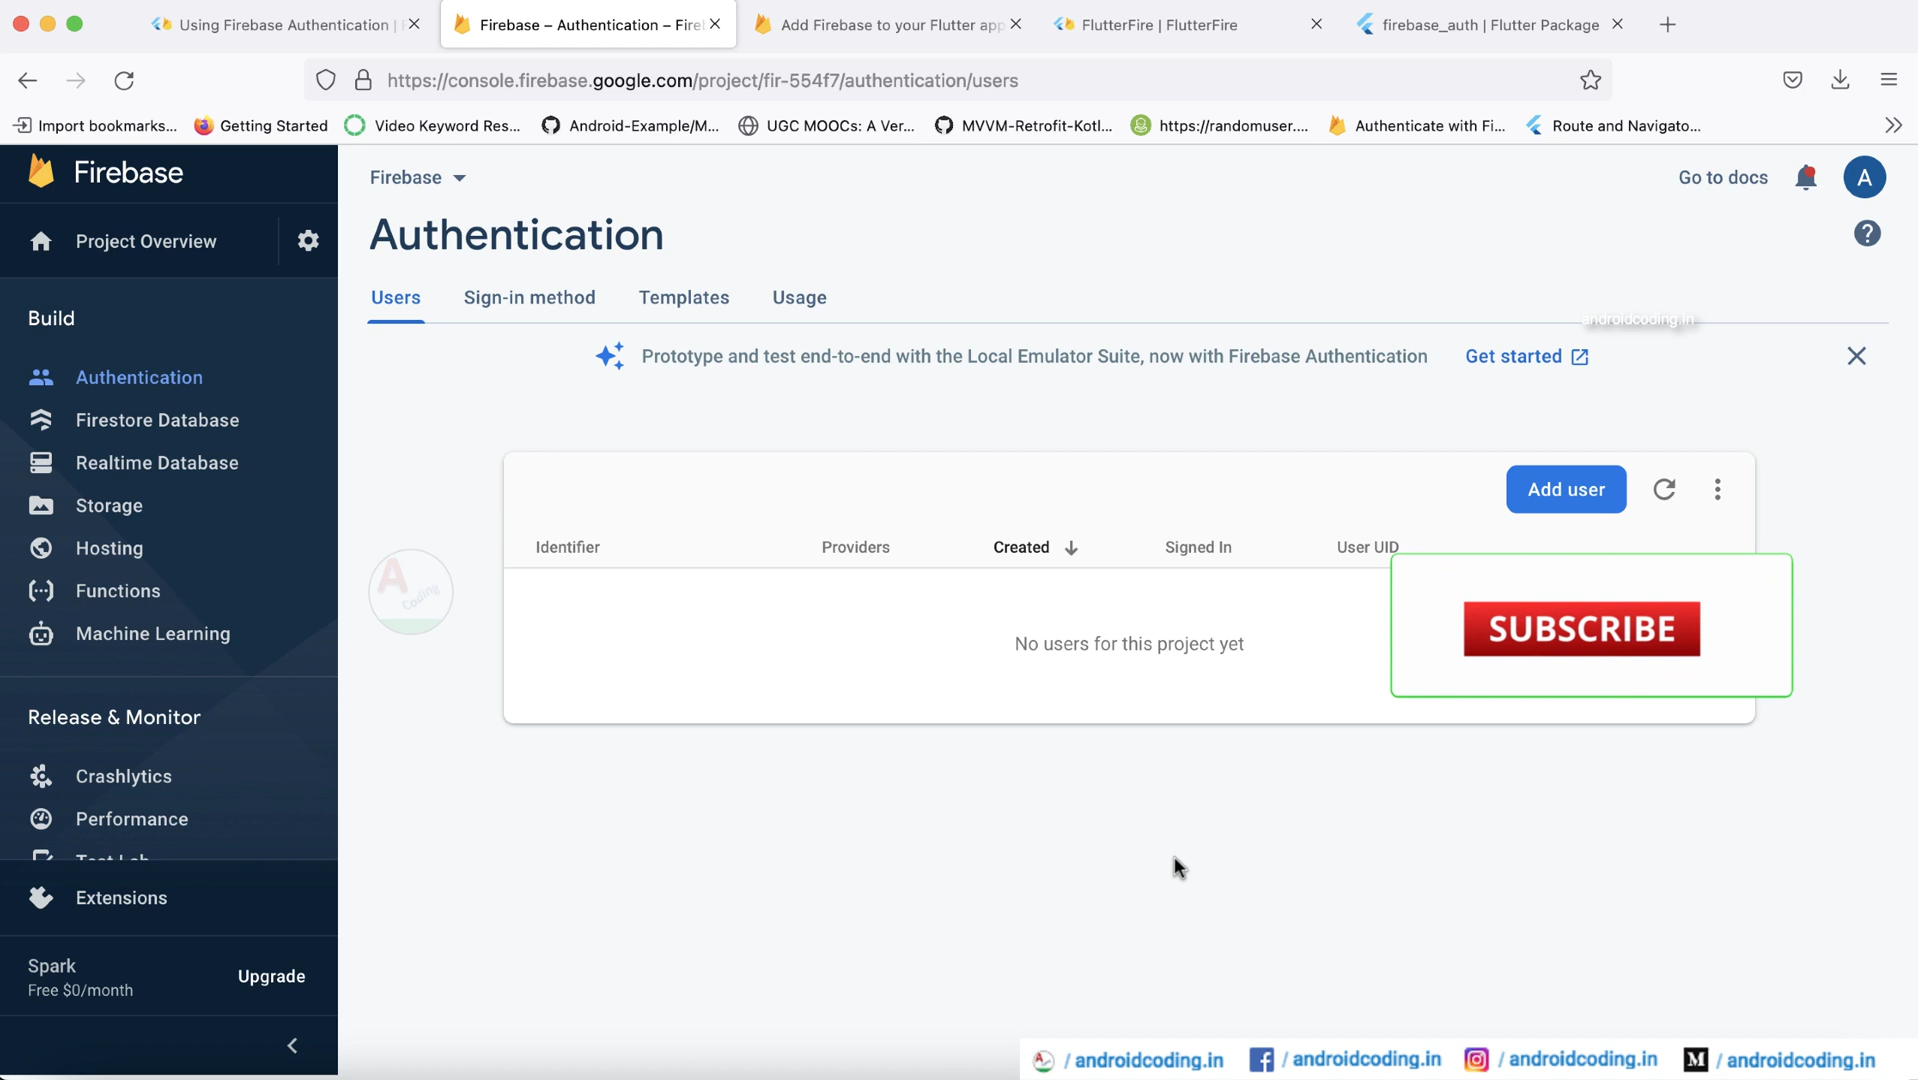 Using Firebase Authentication | F
Firebase – Authentication – Fire
Add Firebase to your Flutter app
FlutterFire | FlutterFire
firebase_auth | Flutter Package
https://console.firebase.google.com/project/fir-554f7/authentication/users
Import bookmarks...
Getting Started
Video Keyword Res...
Android-Example/M...
UGC MOOCs: A Ver...
MVVM-Retrofit-Kotl...
https://randomuser....
Authenticate with Fi...
Route and Navigato...
Firebase
Project Overview
Build
Authentication
Firestore Database
Realtime Database
Storage
Hosting
Functions
Machine Learning
Release & Monitor
Crashlytics
Performance
Test Lab
Extensions
Spark
Free $0/month
Upgrade
Firebase
Go to docs
A
Authentication
Users
Sign-in method
Templates
Usage
androidcoding.in
Prototype and test end-to-end with the Local Emulator Suite, now with Firebase Authentication
Get started
Add user
Identifier
Providers
Created
Signed In
User UID
No users for this project yet
A
Coding
SUBSCRIBE
/ androidcoding.in
/ androidcoding.in
/ androidcoding.in
/ androidcoding.in